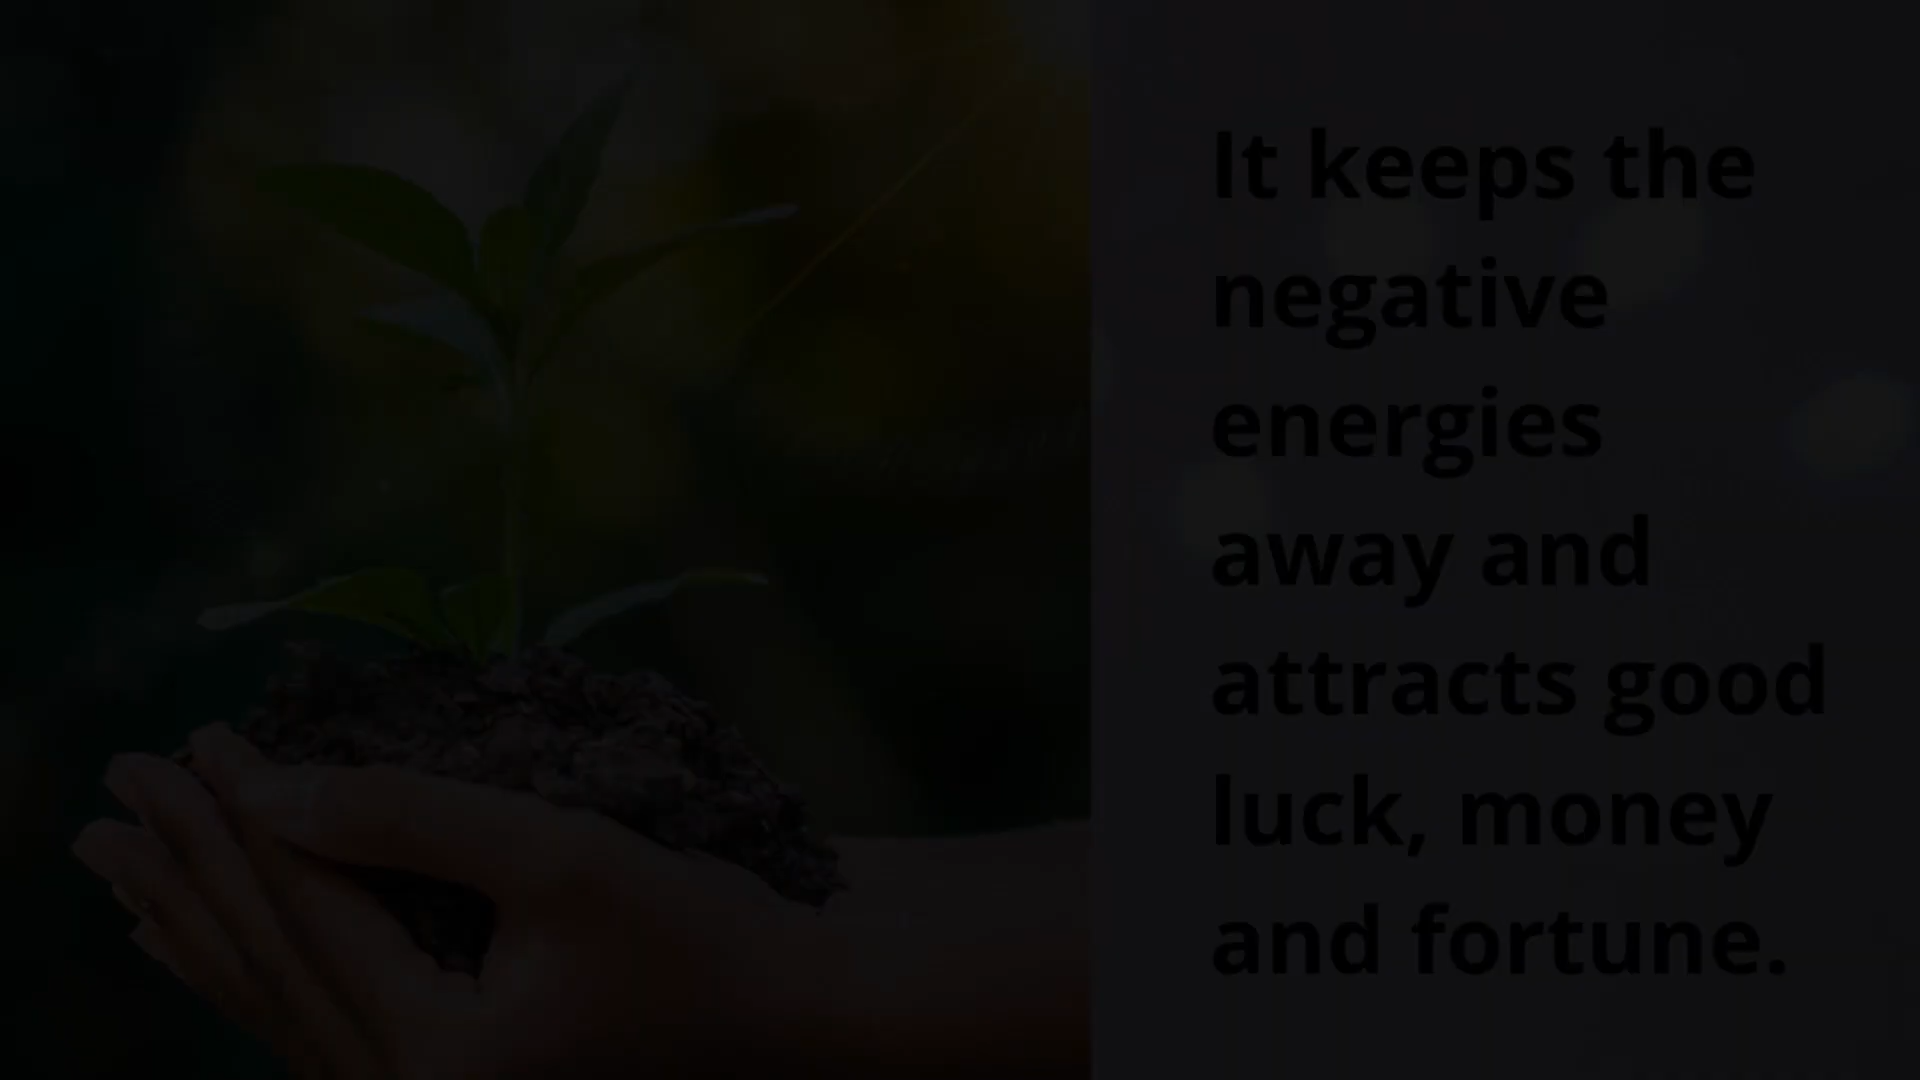 It keeps the
negative
energies
away and
attracts good
luck, money
and fortune.